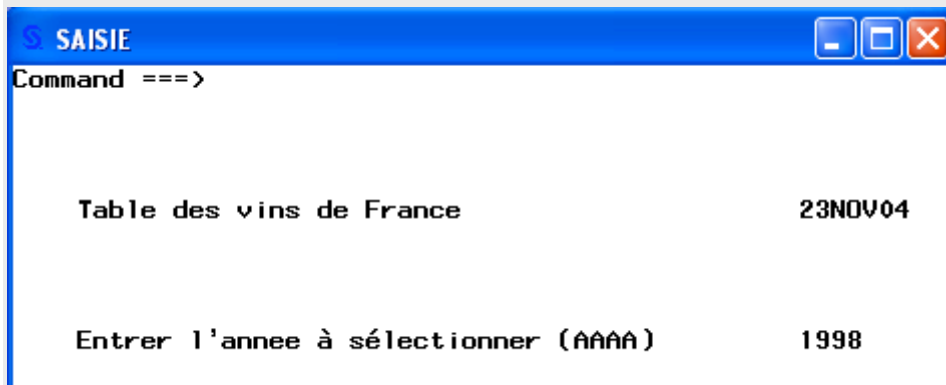 SAISIE
Command ===>
Table des vins de France 23NOV04
Entrer l'annee à sélectionner (AAAA) 1998